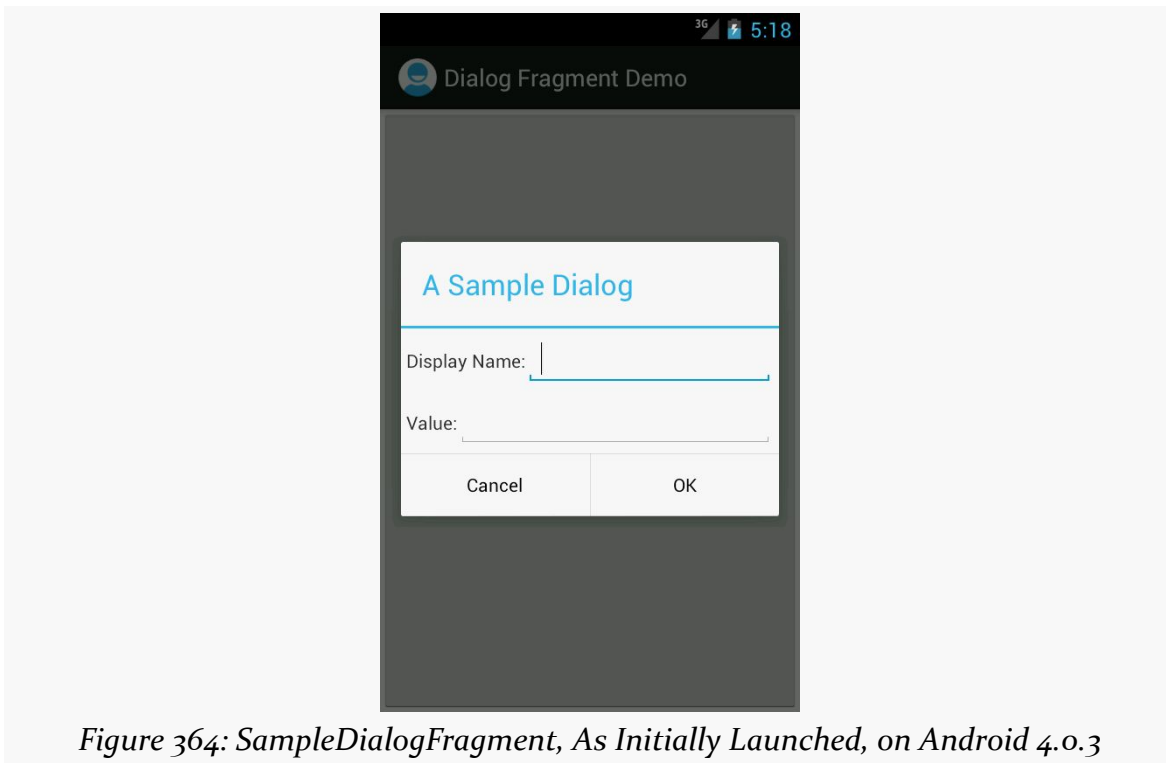 3G 5:18
Dialog Fragment Demo
A Sample Dialog
Display Name:
Value:
Cancel OK
Figure 364: SampleDialogFragment, As Initially Launched, on Android 4.0.3